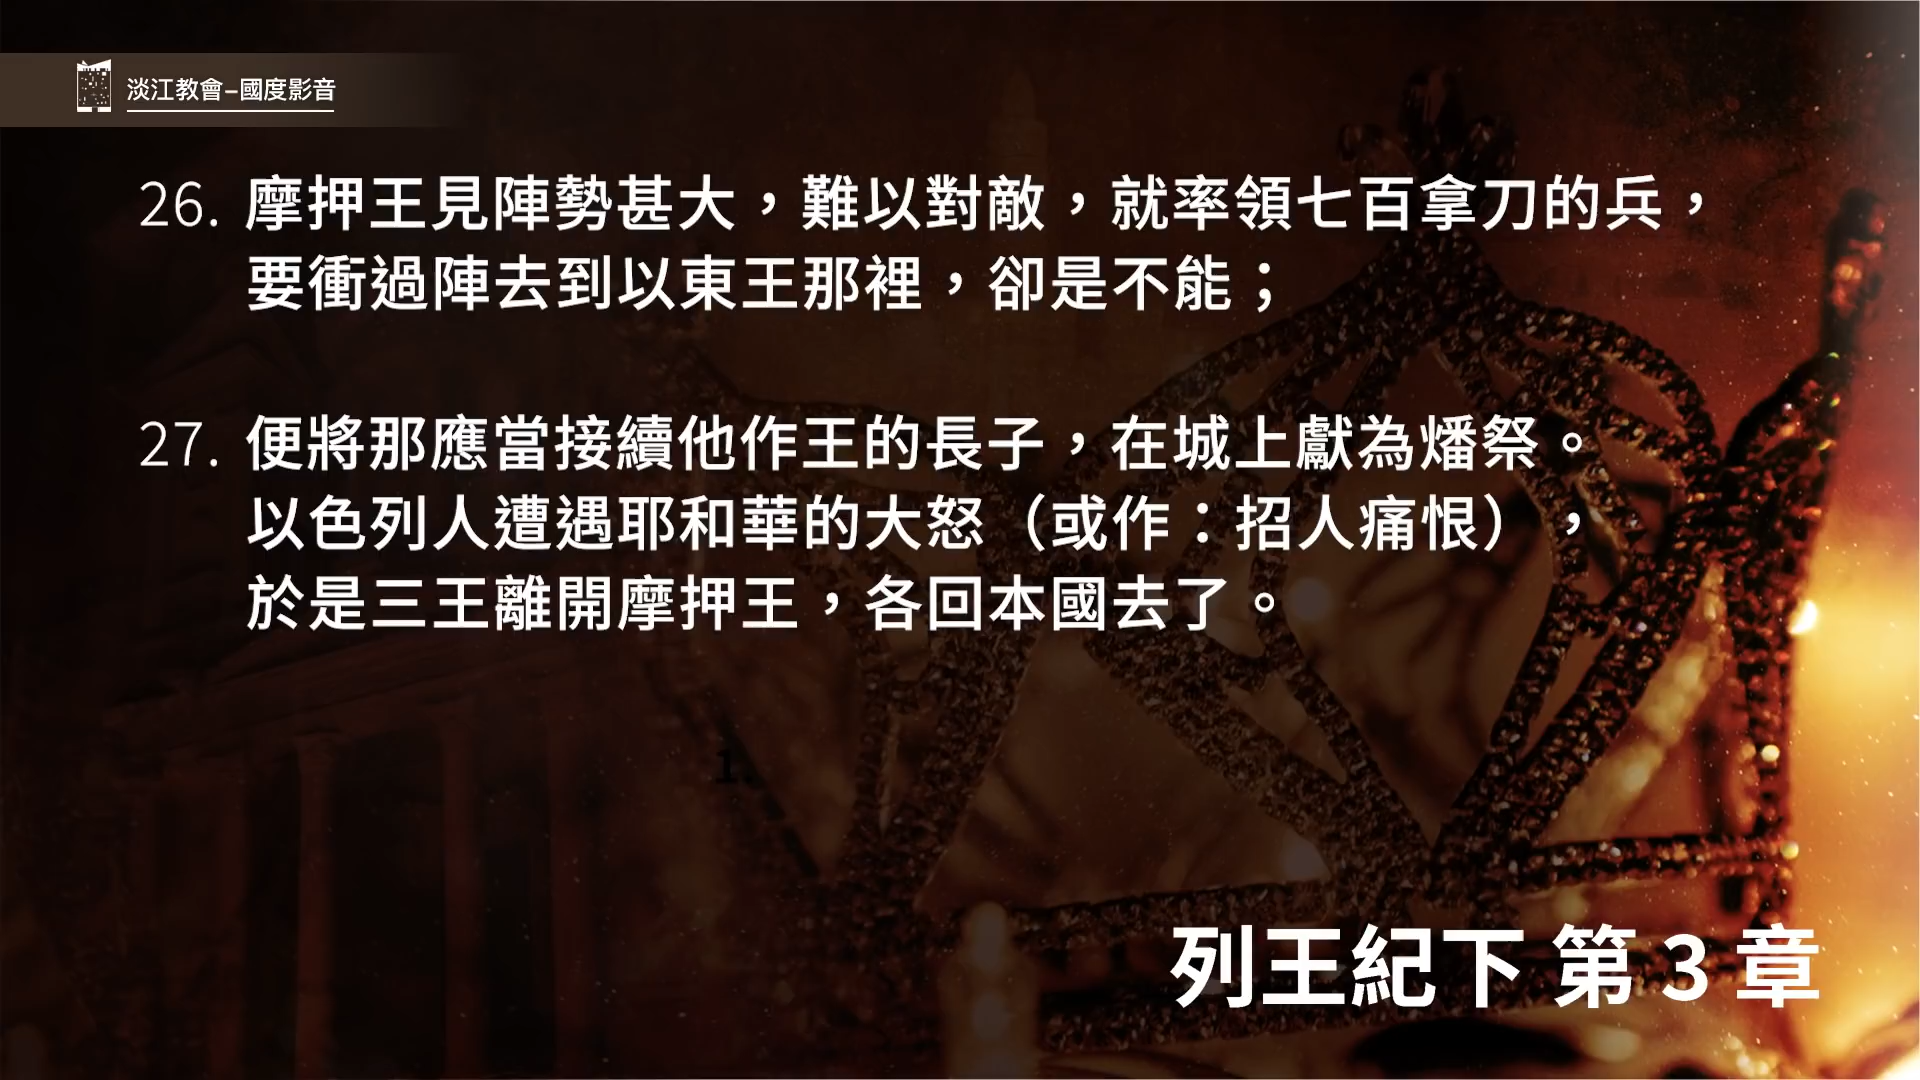 淡江教會–國度影音
26. 摩押王見陣勢甚大，難以對敵，就率領七百拿刀的兵，
要衝過陣去到以東王那裡，卻是不能；
27. 便將那應當接續他作王的長子，在城上獻為燔祭。
以色列人遭遇耶和華的大怒（或作：招人痛恨），
於是三王離開摩押王，各回本國去了。
1.
列王紀下 第 3 章